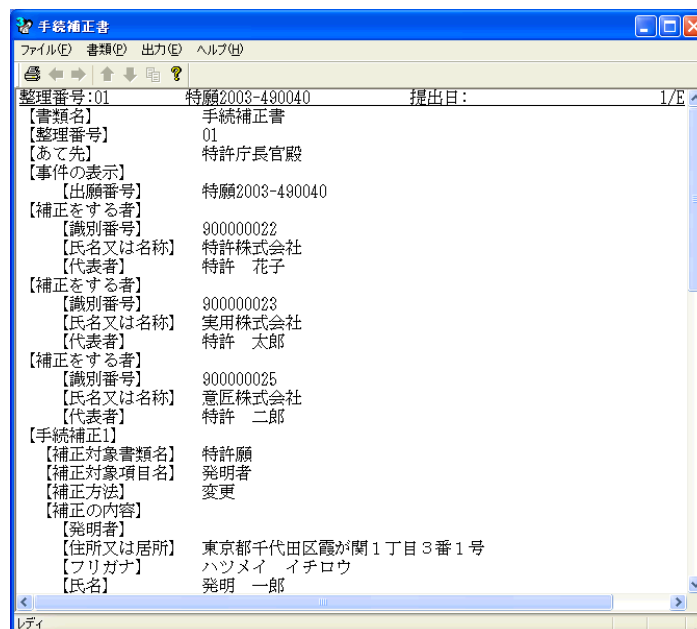 手続補正書
ファイル(F) 書類(P) 出力(E) ヘルプ(H)
整理番号:01 特願2003-490040 提出日: 1/E
【書類名】 手続補正書
【整理番号】 01
【あて先】 特許庁長官殿
【事件の表示】
【出願番号】 特願2003-490040
【補正をする者】
【識別番号】 900000022
【氏名又は名称】 特許株式会社
【代表者】 特許 花子
【補正をする者】
【識別番号】 900000023
【氏名又は名称】 実用株式会社
【代表者】 特許 太郎
【補正をする者】
【識別番号】 900000025
【氏名又は名称】 意匠株式会社
【代表者】 特許 二郎
【手続補正1】
【補正対象書類名】 特許願
【補正対象項目名】 発明者
【補正方法】 変更
【補正の内容】
【発明者】
【住所又は居所】 東京都千代田区霞が関1丁目3番1号
【フリガナ】 ハツメイ イチロウ
【氏名】 発明 一郎
レディ